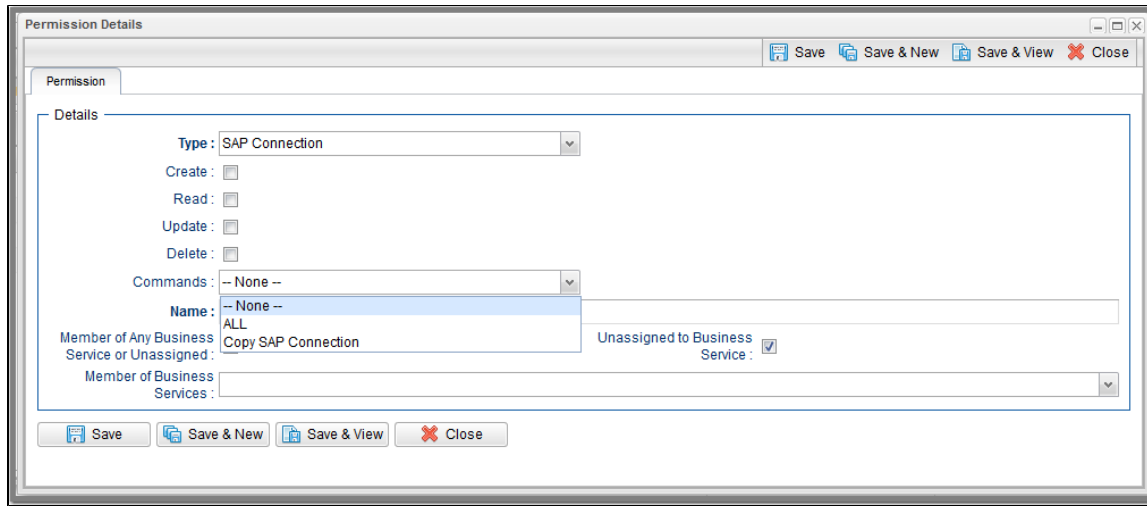 Permission Details
Save Save & New Save & View Close
Permission
Details
Type : SAP Connection
Create :
Read :
Update :
Delete :
Commands : -- None --
-- None --
Name :
ALL
Copy SAP Connection
Member of Any Business
Service or Unassigned :
Unassigned to Business
Service :
Member of Business
Services :
Save Save & New Save & View Close